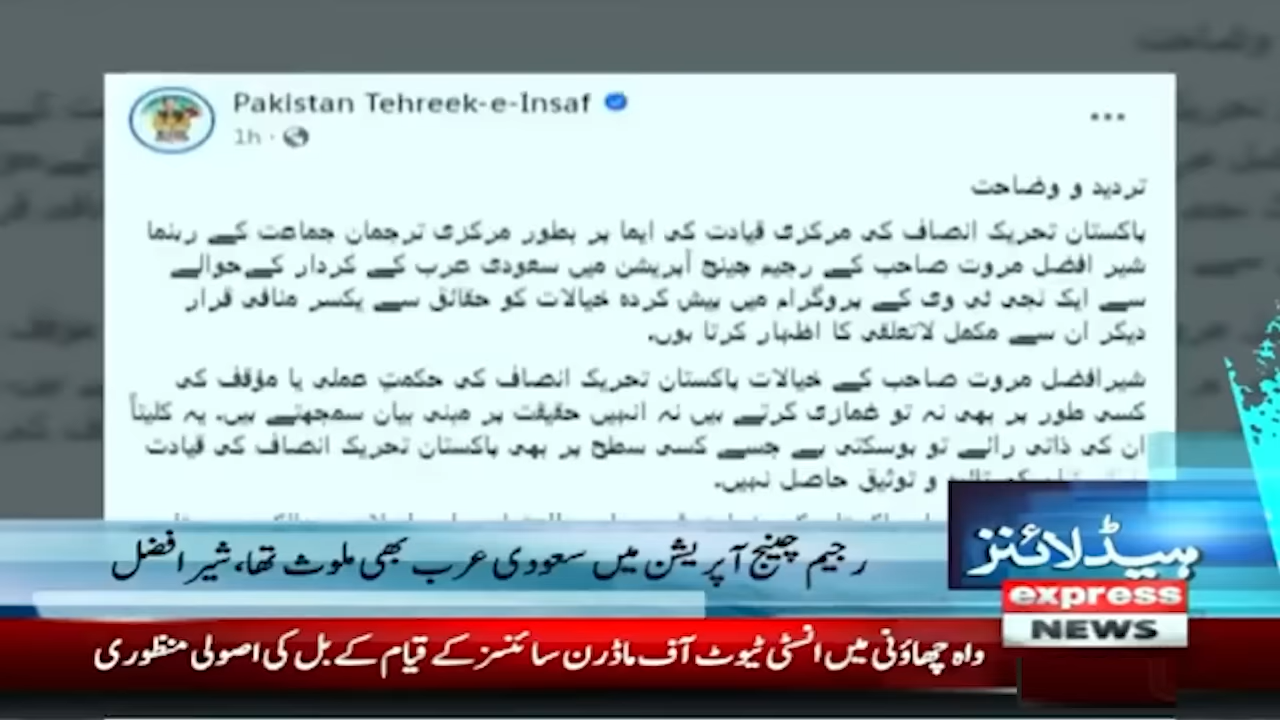 Pakistan Tehreek-e-Insaf
1h
تردید و وضاحت
پاکستان تحریک انصاف کی مرکزی قیادت کی ایما پر بطور مرکزی ترجمان جماعت کے رہنما
شیر افضل مروت صاحب کے رجیم چینج آپریشن میں سعودی عرب کے کردار کےحوالے
سے ایک نجی ٹی وی کے پروگرام میں پیش کردہ خیالات کو حقائق سے یکسر منافی قرار
دیکر ان سے مکمل لاتعلقی کا اظہار کرتا ہوں۔
شیرافضل مروت صاحب کے خیالات پاکستان تحریک انصاف کی حکمتِ عملی یا مؤقف کی
کسی طور پر بھی نہ تو غمازی کرتے ہیں نہ انہیں حقیقت پر مبنی بیان سمجھتے ہیں۔ یہ کلیتاً
ان کی ذاتی رائے تو ہوسکتی ہے جسے کسی سطح پر بھی پاکستان تحریک انصاف کی قیادت
و توثیق حاصل نہیں۔
ہیڈلائنز
رجیم چینج آپریشن میں سعودی عرب بھی ملوث تھا، شیر افضل
express
NEWS
واہ چھاؤنی میں انسٹی ٹیوٹ آف ماڈرن سائنسز کے قیام کے بل کی اصولی منظوری